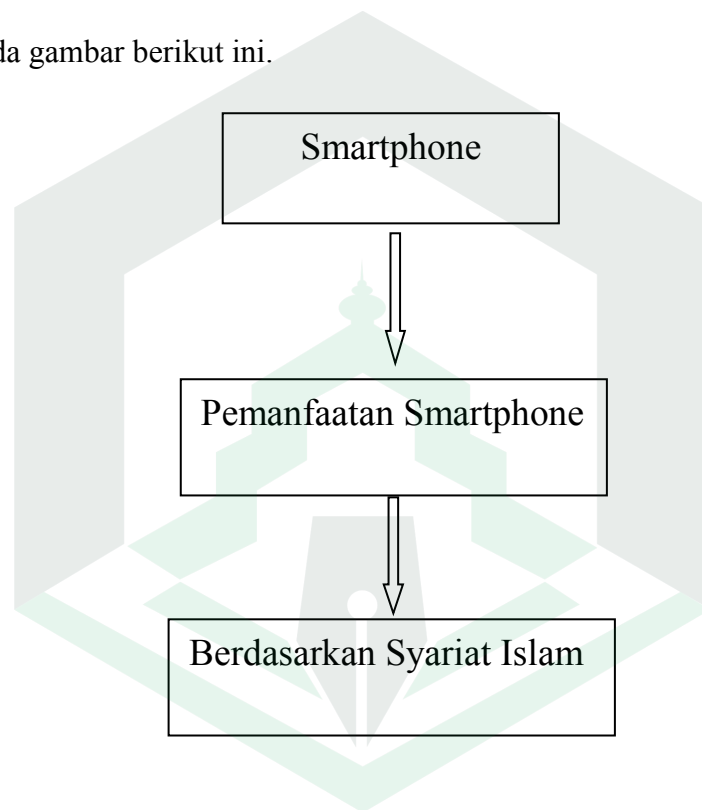 da gambar berikut ini.
Smartphone
Pemanfaatan Smartphone
Berdasarkan Syariat Islam